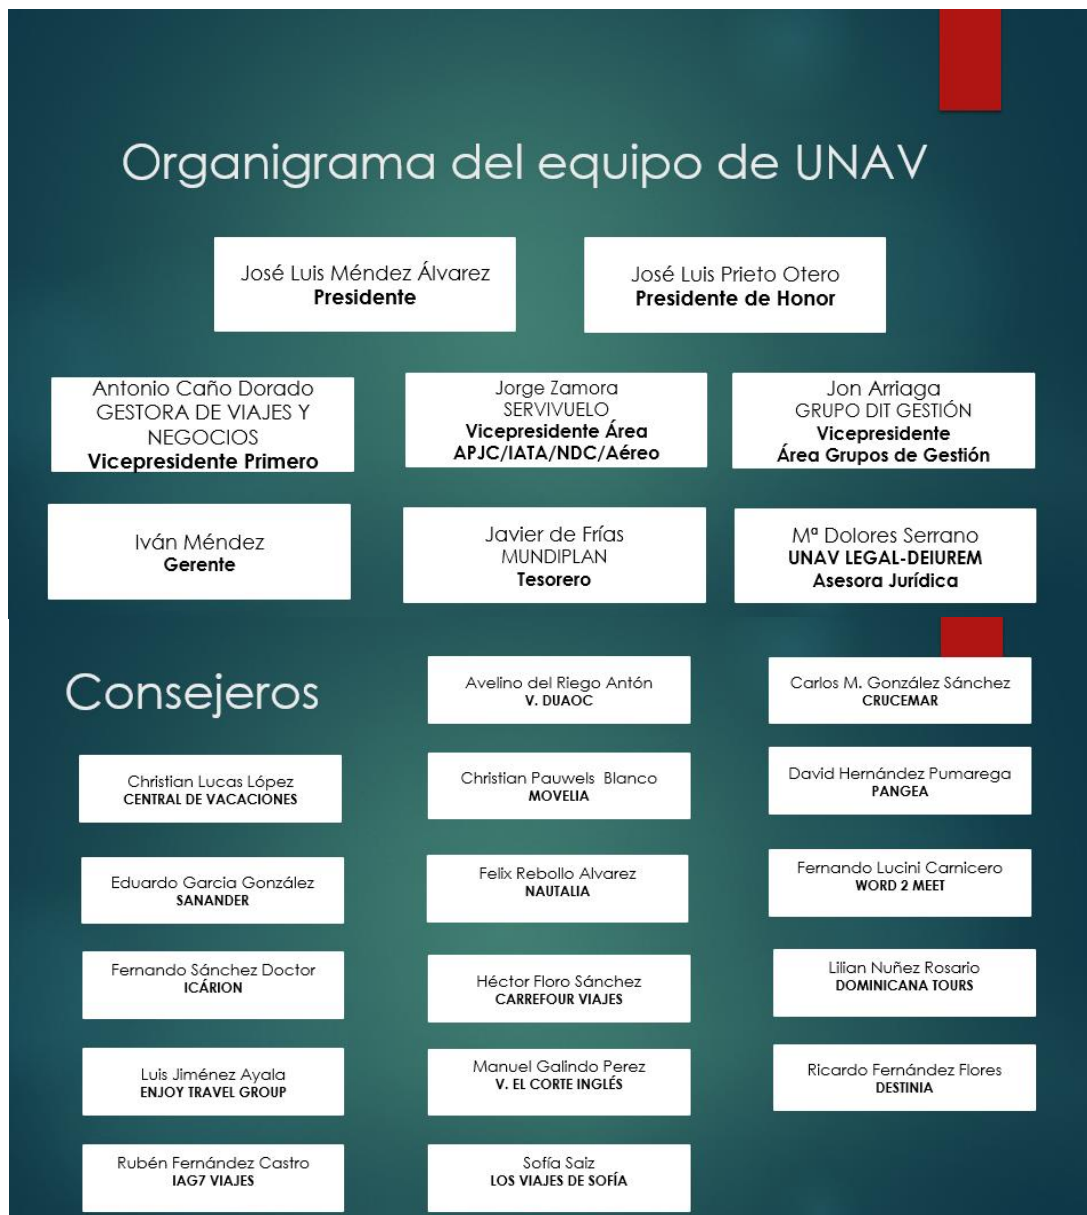 Organigrama del equipo de UNAV
José Luis Méndez Álvarez
Presidente
José Luis Prieto Otero
Presidente de Honor
Antonio Caño Dorado
GESTORA DE VIAJES Y
NEGOCIOS
Vicepresidente Primero
Jorge Zamora
SERVIVUELO
Vicepresidente Área
APJC/IATA/NDC/Aéreo
Jon Arriaga
GRUPO DIT GESTIÓN
Vicepresidente
Área Grupos de Gestión
Iván Méndez
Gerente
Javier de Frías
MUNDIPLAN
Tesorero
Mª Dolores Serrano
UNAV LEGAL-DEIUREM
Asesora Jurídica
Consejeros
Avelino del Riego Antón
V. DUAOC
Carlos M. González Sánchez
CRUCEMAR
Christian Lucas López
CENTRAL DE VACACIONES
Christian Pauwels Blanco
MOVELIA
David Hernández Pumarega
PANGEA
Eduardo Garcia González
SANANDER
Felix Rebollo Alvarez
NAUTALIA
Fernando Lucini Carnicero
WORD 2 MEET
Fernando Sánchez Doctor
ICÁRION
Héctor Floro Sánchez
CARREFOUR VIAJES
Lilian Nuñez Rosario
DOMINICANA TOURS
Luis Jiménez Ayala
ENJOY TRAVEL GROUP
Manuel Galindo Perez
V. EL CORTE INGLÉS
Ricardo Fernández Flores
DESTINIA
Rubén Fernández Castro
IAG7 VIAJES
Sofía Saiz
LOS VIAJES DE SOFÍA